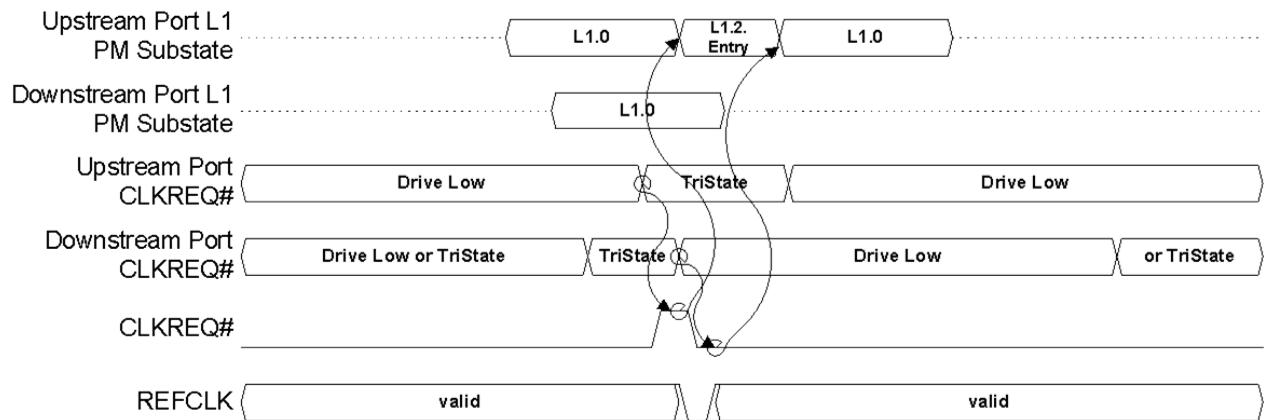 Upstream Port L1
PM Substate
L1.0
L1.2.
Entry
L1.0
Downstream Port L1
PM Substate
L1.0
Upstream Port
CLKREQ#
Drive Low
TriState
Drive Low
Downstream Port
CLKREQ#
Drive Low or TriState
TriState
Drive Low
or TriState
CLKREQ#
REFCLK
valid
valid